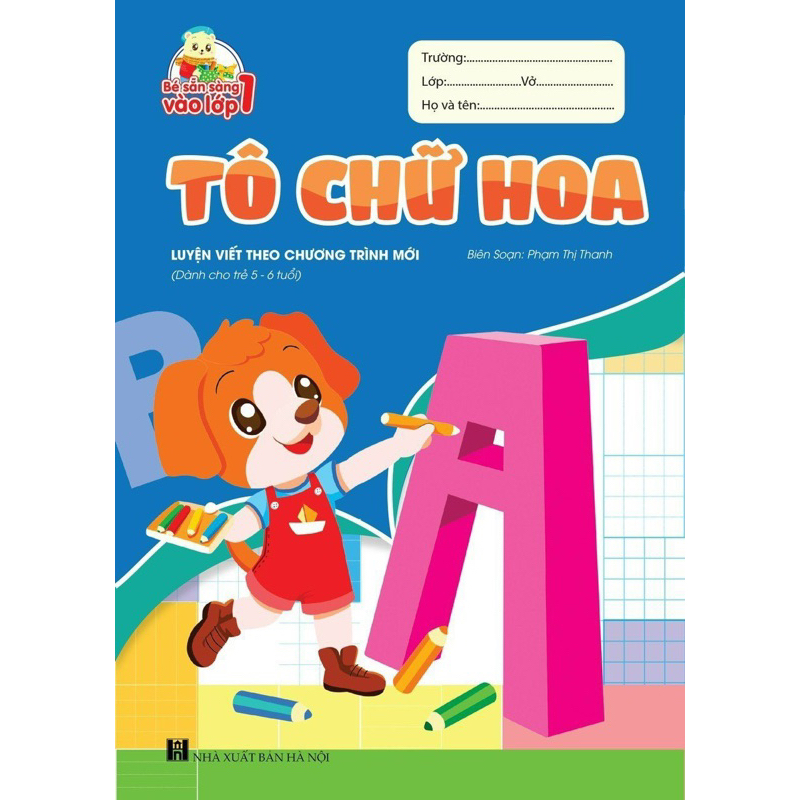 Bé sẵn sàng
vào lớp 1
Trường:......................................................
Lớp:...........................Vở............................
Họ và tên:.................................................
TÔ CHỮ HOA
LUYỆN VIẾT THEO CHƯƠNG TRÌNH MỚI
Biên Soạn: Phạm Thị Thanh
(Dành cho trẻ 5 - 6 tuổi)
B
A
NHÀ XUẤT BẢN HÀ NỘI